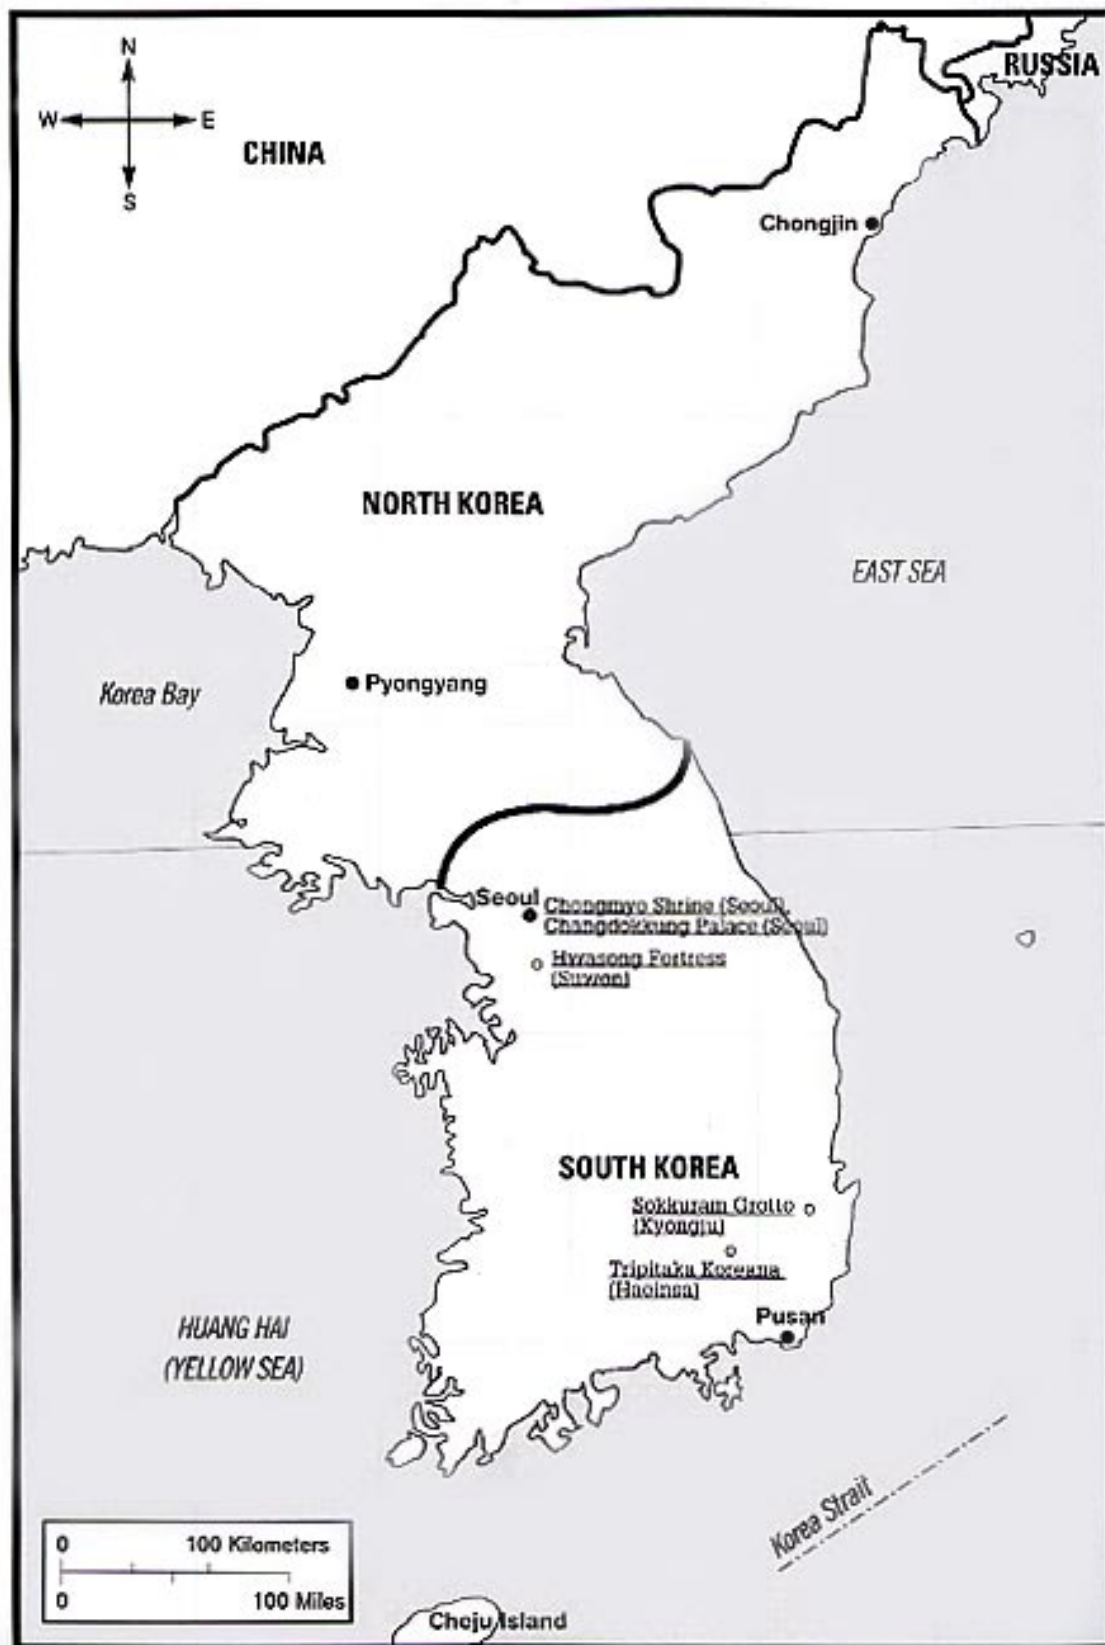 N
W E
S
CHINA
RUSSIA
Chongjin
NORTH KOREA
EAST SEA
Korea Bay
Pyongyang
Seoul
Chongmyo Shrine (Seoul),
Changdokkung Palace (Seoul)
Hwasong Fortress
(Suwon)
SOUTH KOREA
Sokkuram Grotto
(Kyongju)
Tripitaka Koreana
(Haeinsa)
Pusan
HUANG HAI
(YELLOW SEA)
Korea Strait
0 100 Kilometers
0 100 Miles
Cheju Island